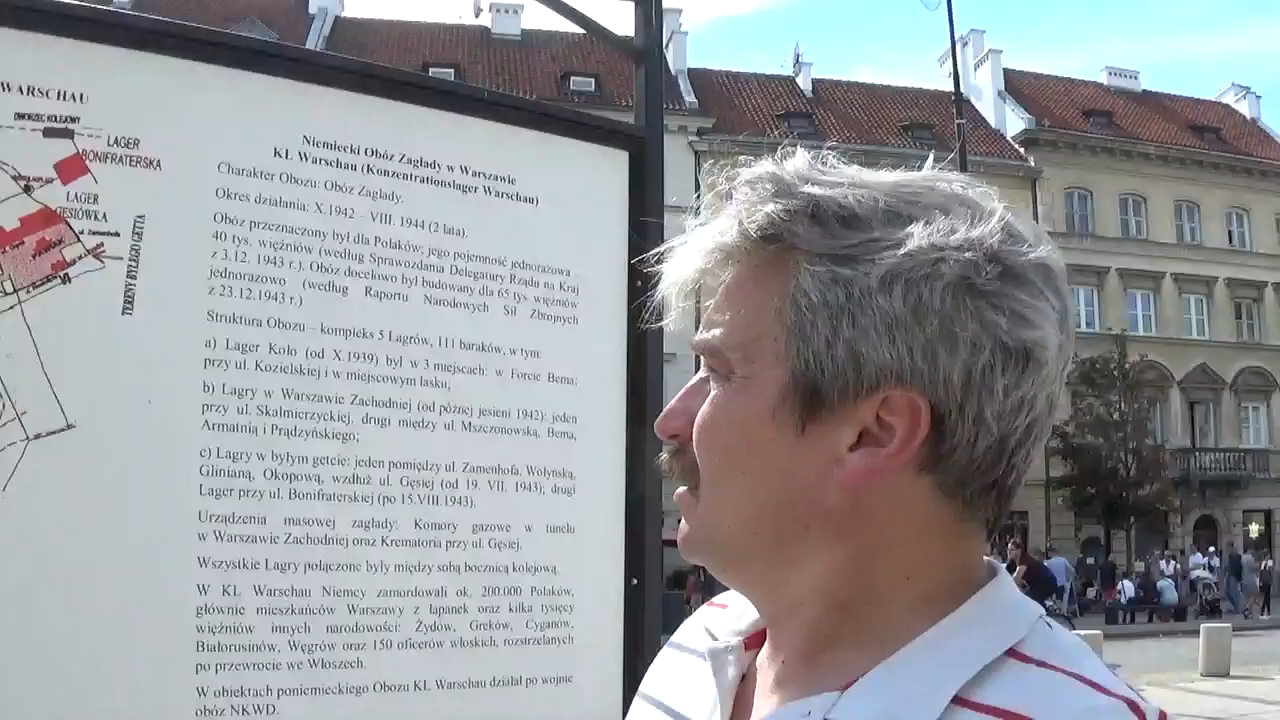 WARSCHAU
DWORZEC KOLEJOWY
LAGER
BONIFRATERSKA
LAGER
GĘSIÓWKA
ul. Zamenhofa
TERENY BYŁEGO GETTA
Niemiecki Obóz Zagłady w Warszawie
KL Warschau (Konzentrationslager Warschau)
Charakter Obozu: Obóz Zagłady.
Okres działania: X.1942 – VIII. 1944 (2 lata).
Obóz przeznaczony był dla Polaków; jego pojemność jednorazowa
40 tys. więźniów (według Sprawozdania Delegatury Rządu na Kraj
z 3.12. 1943 r.). Obóz docelowo był budowany dla 65 tys. więźniów
jednorazowo (według Raportu Narodowych Sił Zbrojnych
z 23.12.1943 r.)
Struktura Obozu – kompleks 5 Lagrów, 111 baraków, w tym:
a) Lager Koło (od X.1939) był w 3 miejscach: w Forcie Bema;
przy ul. Kozielskiej i w miejscowym lasku;
b) Lagry w Warszawie Zachodniej (od późnej jesieni 1942): jeden
przy ul. Skalmierzyckiej, drugi między ul. Mszczonowską, Bema,
Armatnią i Prądzyńskiego;
c) Lagry w byłym getcie: jeden pomiędzy ul. Zamenhofa, Wołyńską,
Glinianą, Okopową, wzdłuż ul. Gęsiej (od 19. VII. 1943); drugi
Lager przy ul. Bonifraterskiej (po 15.VIII.1943).
Urządzenia masowej zagłady: Komory gazowe w tunelu
w Warszawie Zachodniej oraz Krematoria przy ul. Gęsiej.
Wszystkie Lagry połączone były między sobą bocznicą kolejową.
W KL Warschau Niemcy zamordowali ok. 200.000 Polaków,
głównie mieszkańców Warszawy z łapanek oraz kilka tysięcy
więźniów innych narodowości: Żydów, Greków, Cyganów,
Białorusinów, Węgrów oraz 150 oficerów włoskich, rozstrzelanych
po przewrocie we Włoszech.
W obiektach poniemieckiego Obozu KL Warschau działał po wojnie
obóz NKWD.